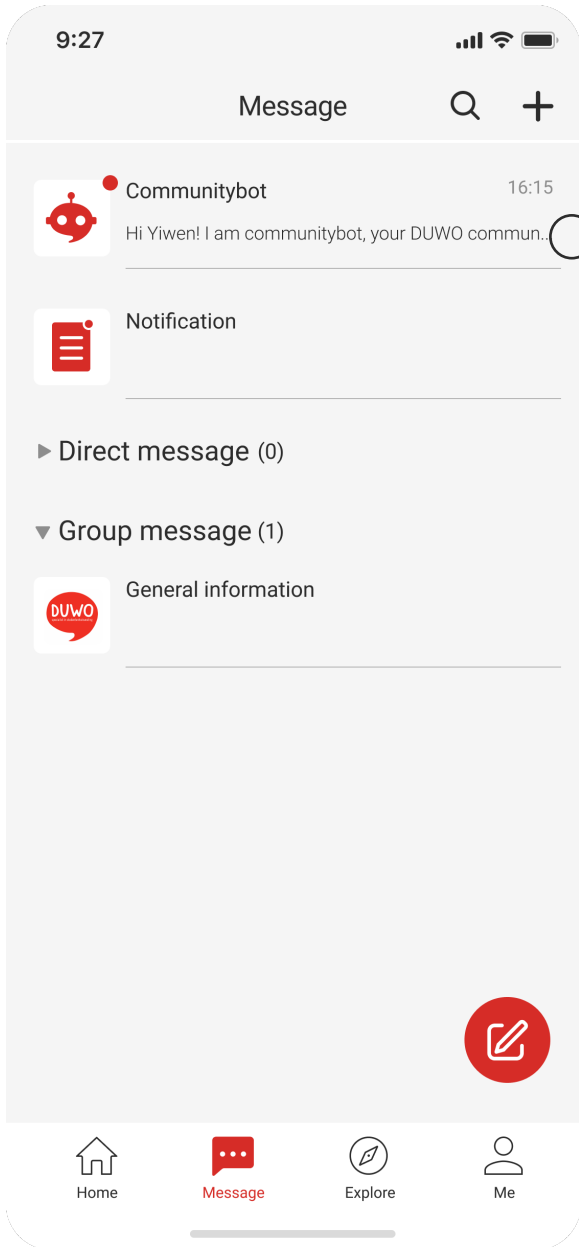 9:27
Message
Communitybot
16:15
Hi Yiwen! I am communitybot, your DUWO commun..
Notification
Direct message (0)
Group message (1)
DUWO
General information
Home
Message
Explore
Me